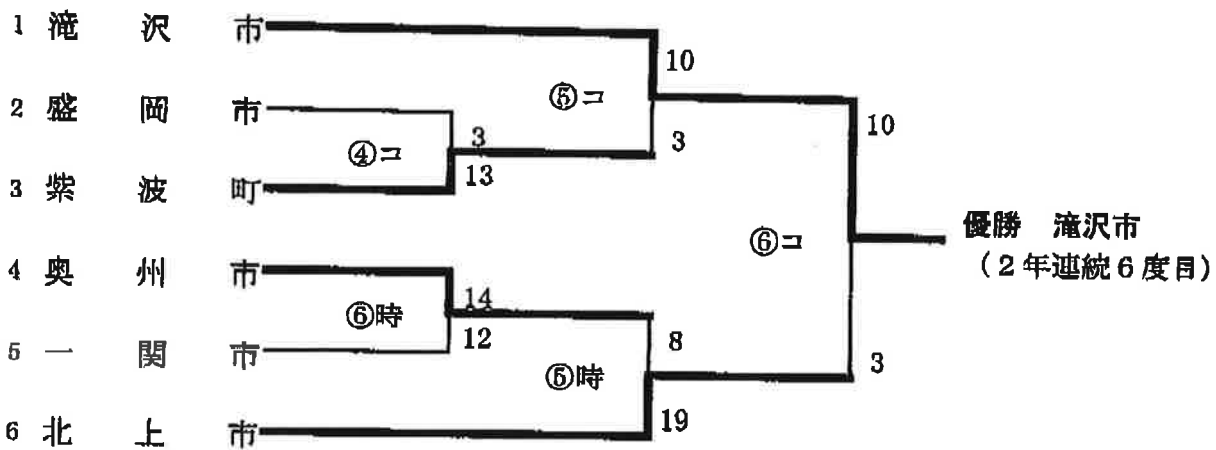 1 滝沢市
10
2 盛岡市
⑤コ
10
3
④コ
3
13
3 紫波町
優勝 滝沢市
(2年連続6度目)
⑥コ
4 奥州市
14
⑥時
12
8
5 一関市
3
⑤時
19
6 北上市